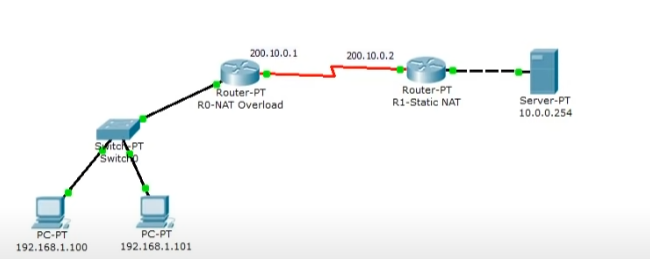 200.10.0.1
200.10.0.2
Router-PT
R0-NAT Overload
Router-PT
R1-Static NAT
Server-PT
10.0.0.254
Switch-PT
Switch0
PC-PT
192.168.1.100
PC-PT
192.168.1.101